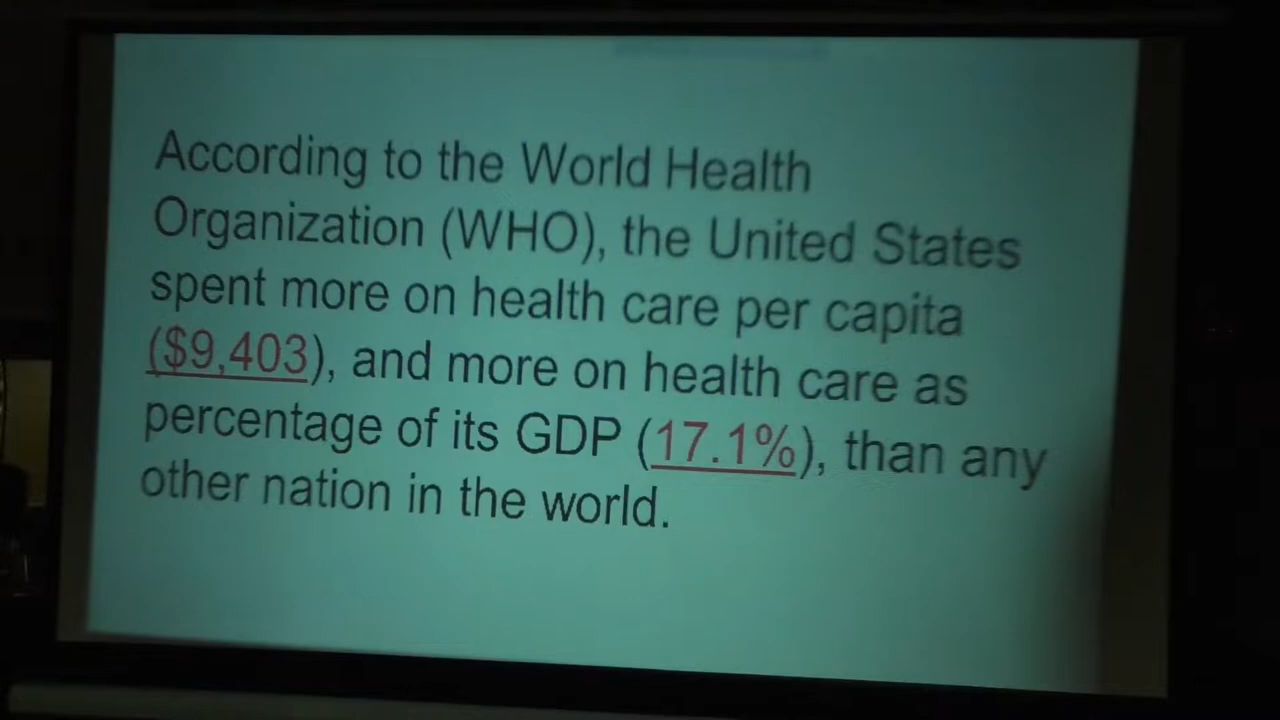 According to the World Health
Organization (WHO), the United States
spent more on health care per capita
($9,403), and more on health care as
percentage of its GDP (17.1%), than any
other nation in the world.